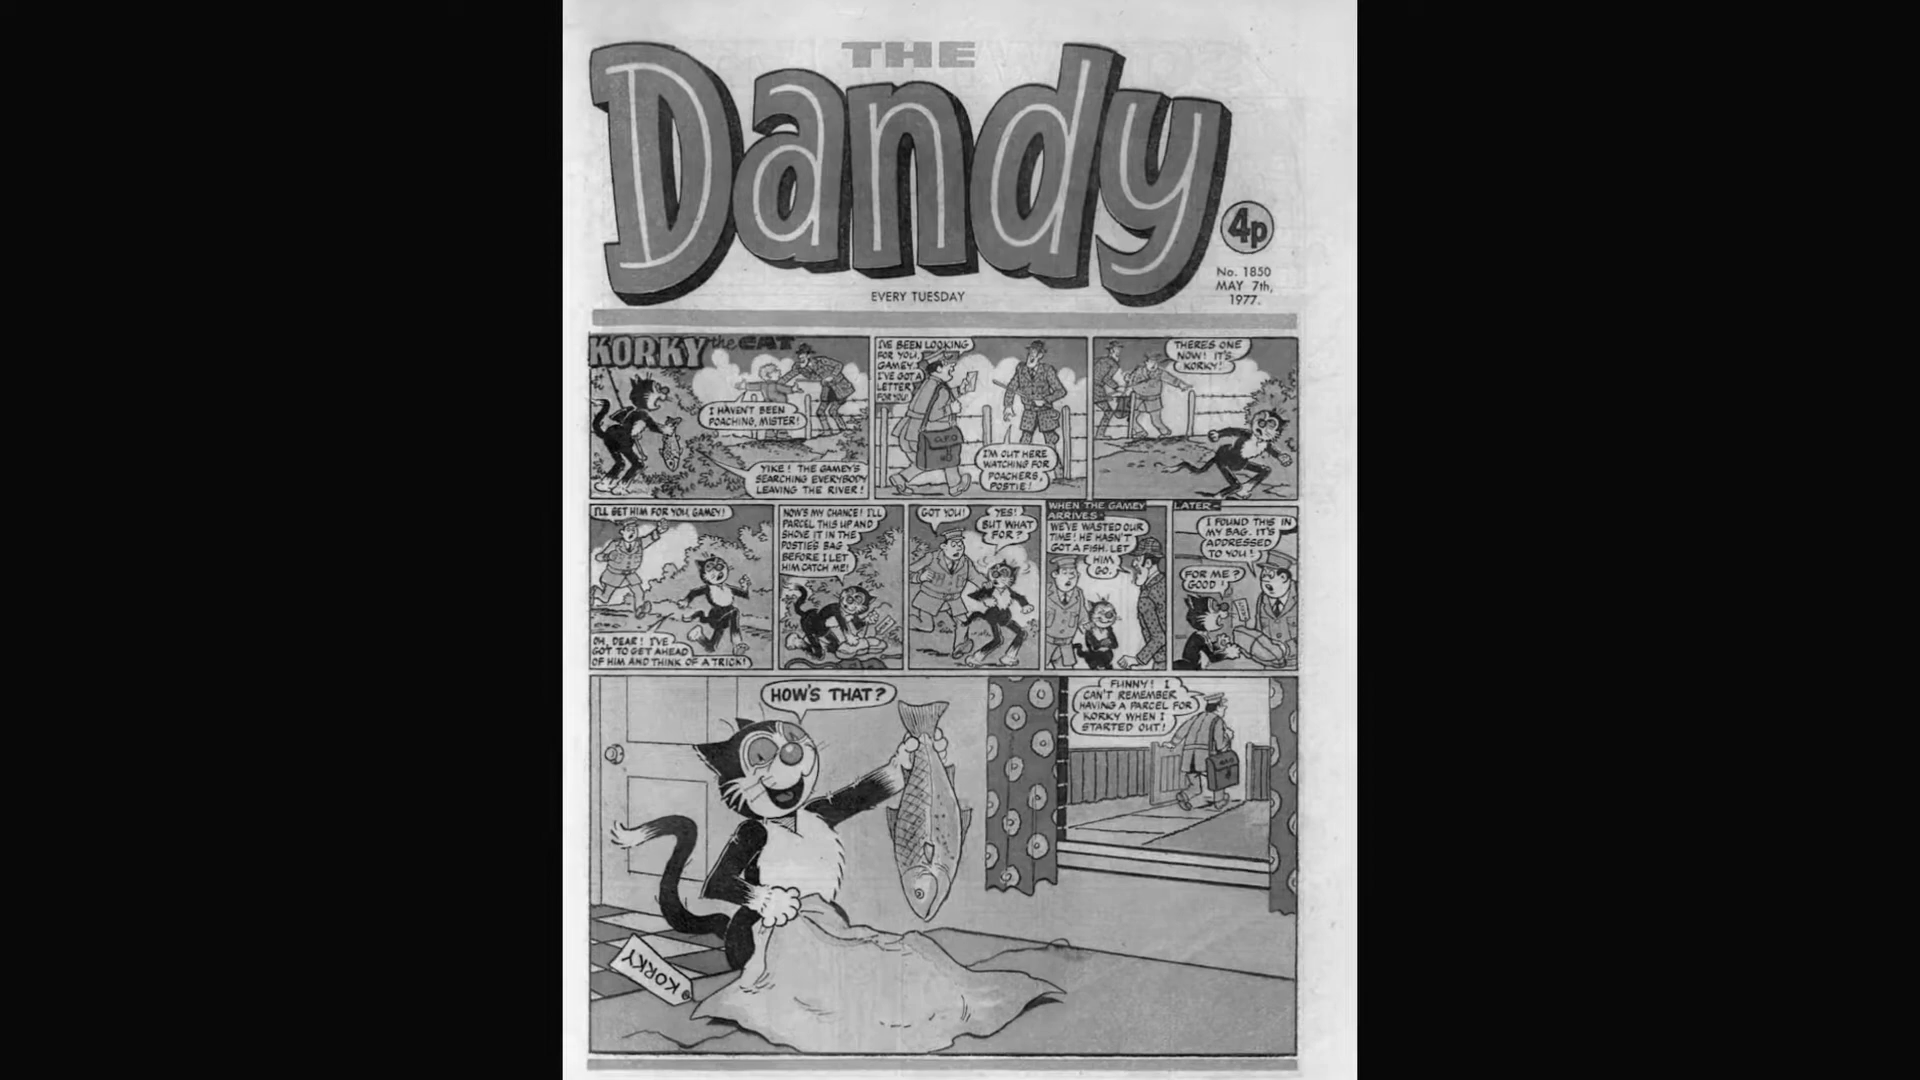 THE
Dandy
4p
No. 1850
MAY 7th,
1977.
EVERY TUESDAY
KORKY the CAT
I HAVEN'T BEEN
POACHING, MISTER!
YIKE! THE GAMEY'S
SEARCHING EVERYBODY
LEAVING THE RIVER!
I'VE BEEN LOOKING
FOR YOU,
GAMEY.
I'VE GOT A
LETTER
FOR YOU!
G.P.O
I'M OUT HERE
WATCHING FOR
POACHERS,
POSTIE!
THERE'S ONE
NOW! IT'S
KORKY!
I'LL GET HIM FOR YOU, GAMEY!
OH, DEAR! I'VE
GOT TO GET AHEAD
OF HIM AND THINK OF A TRICK!
NOW'S MY CHANCE! I'LL
PARCEL THIS UP AND
SHOVE IT IN THE
POSTIE'S BAG
BEFORE I LET
HIM CATCH ME!
GOT YOU!
YES!
BUT WHAT
FOR?
WHEN THE GAMEY
ARRIVES-
WE'VE WASTED OUR
TIME! HE HASN'T
GOT A FISH. LET
HIM
GO.
LATER-
I FOUND THIS IN
MY BAG. IT'S
ADDRESSED
TO YOU!
FOR ME?
GOOD!
HOW'S THAT?
FUNNY! I
CAN'T REMEMBER
HAVING A PARCEL FOR
KORKY WHEN I
STARTED OUT!
KORKY